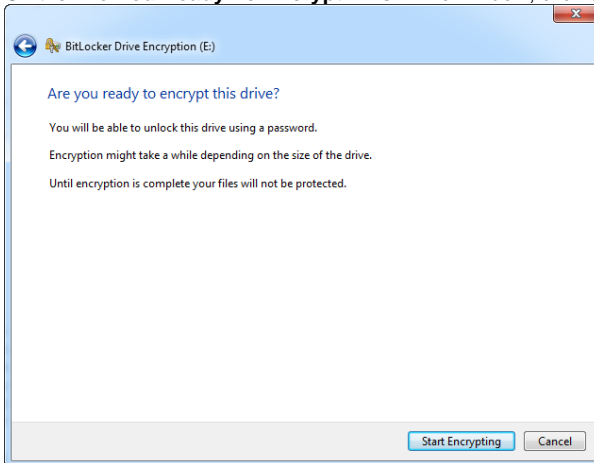 BitLocker Drive Encryption (E:)
Are you ready to encrypt this drive?
You will be able to unlock this drive using a password.
Encryption might take a while depending on the size of the drive.
Until encryption is complete your files will not be protected.
Start Encrypting
Cancel